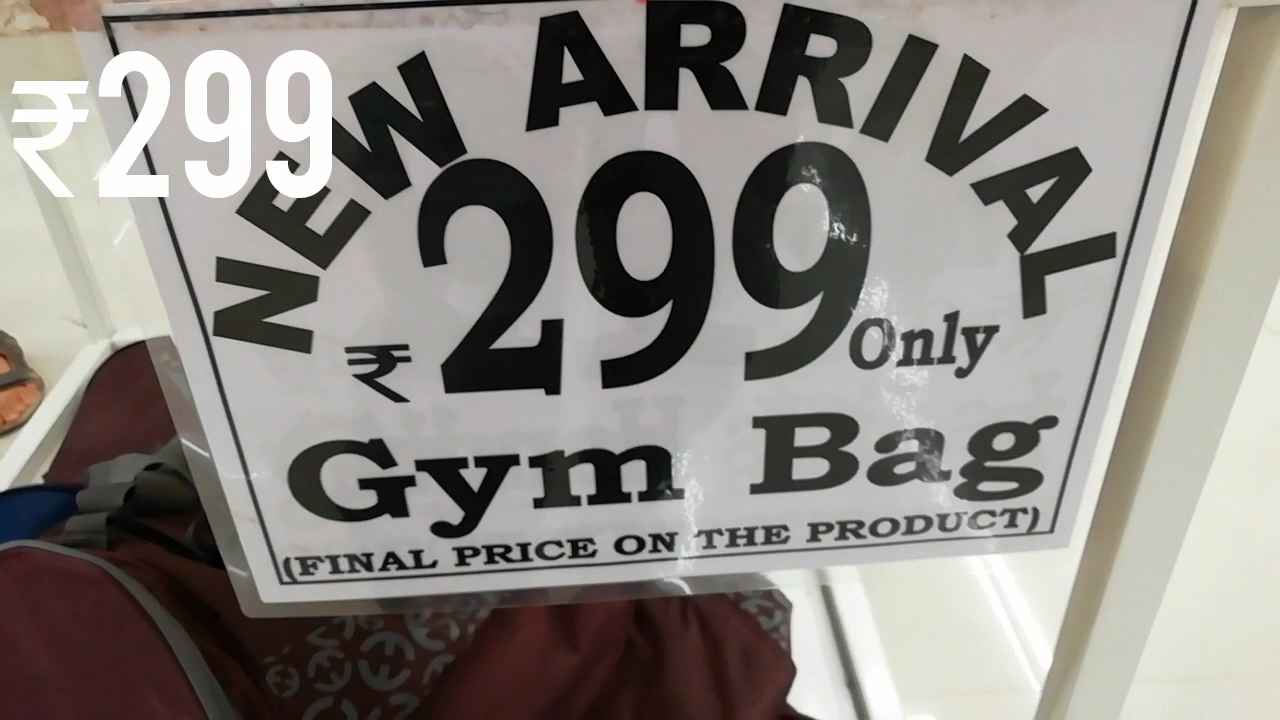 ₹299
NEW ARRIVAL
₹ 299 Only
Gym Bag
(FINAL PRICE ON THE PRODUCT)